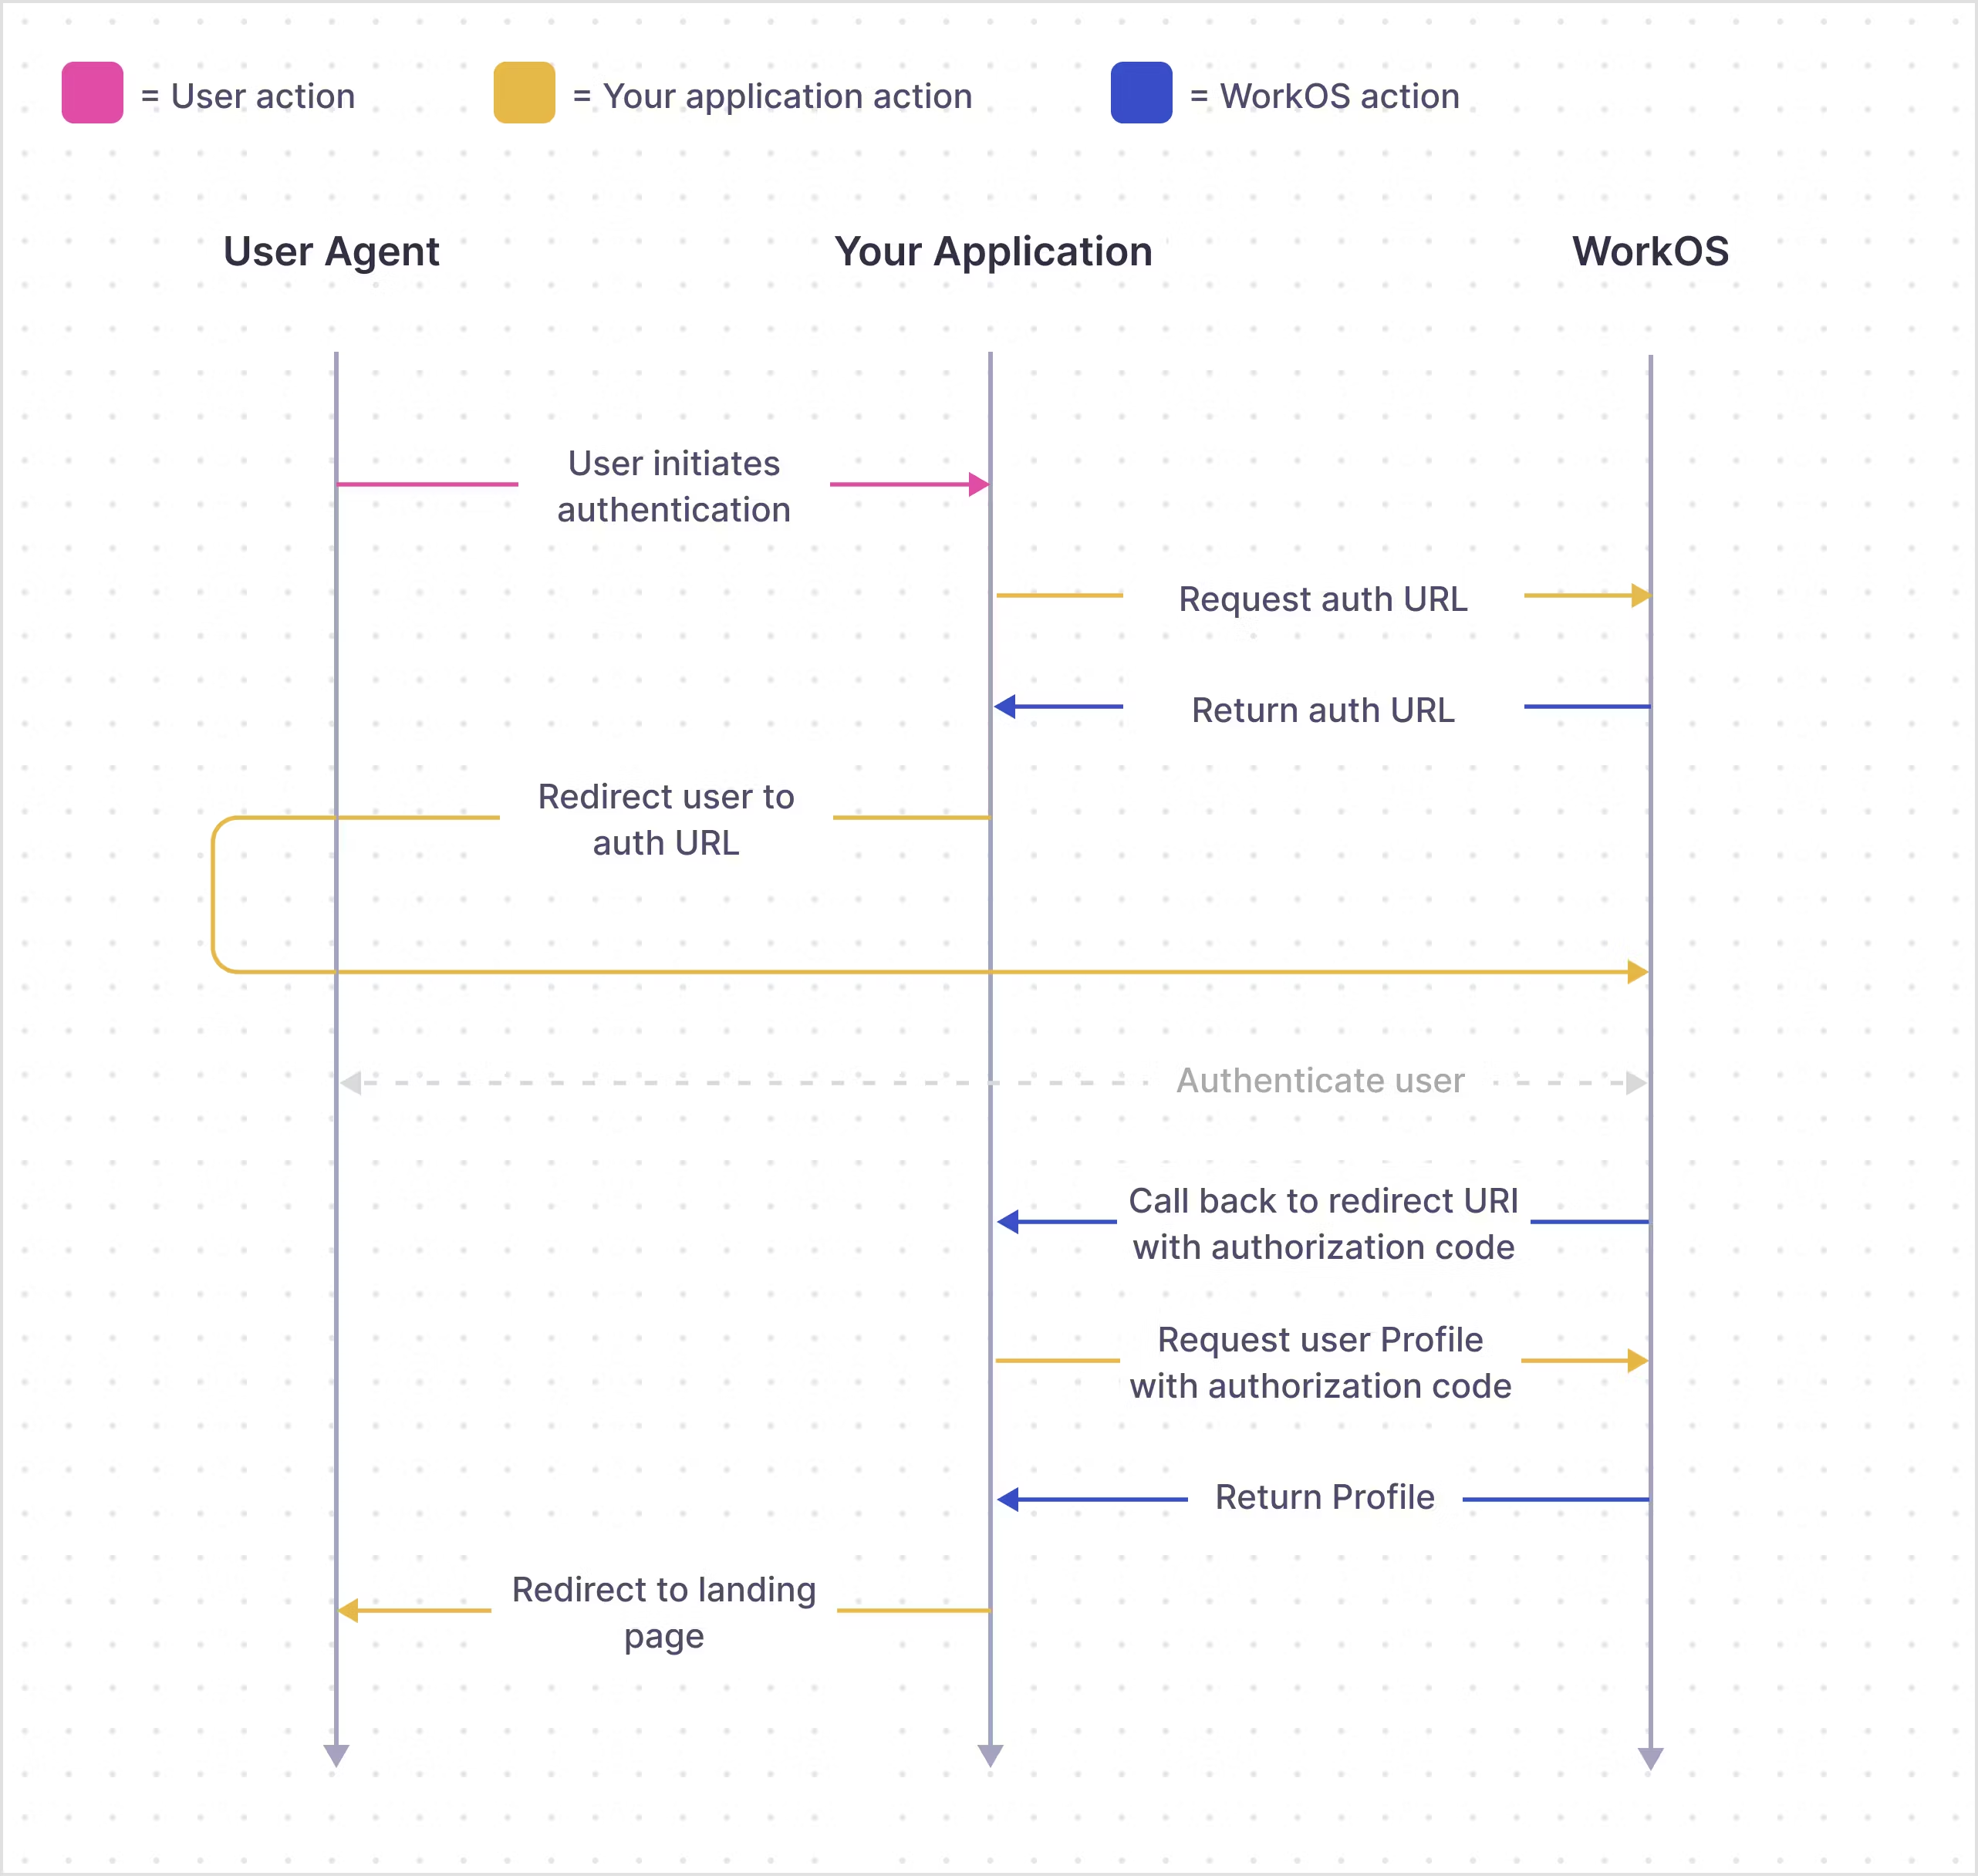 = User action
= Your application action
= WorkOS action
User Agent
Your Application
WorkOS
User initiates
authentication
Request auth URL
Return auth URL
Redirect user to
auth URL
Authenticate user
Call back to redirect URI
with authorization code
Request user Profile
with authorization code
Return Profile
Redirect to landing
page